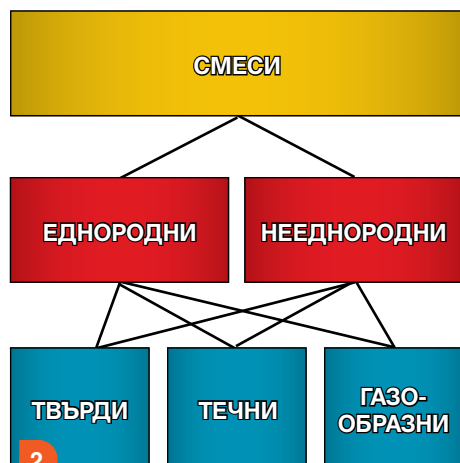 СМЕСИ
ЕДНОРОДНИ
НЕЕДНОРОДНИ
ТВЪРДИ
ТЕЧНИ
ГАЗО-
ОБРАЗНИ
2